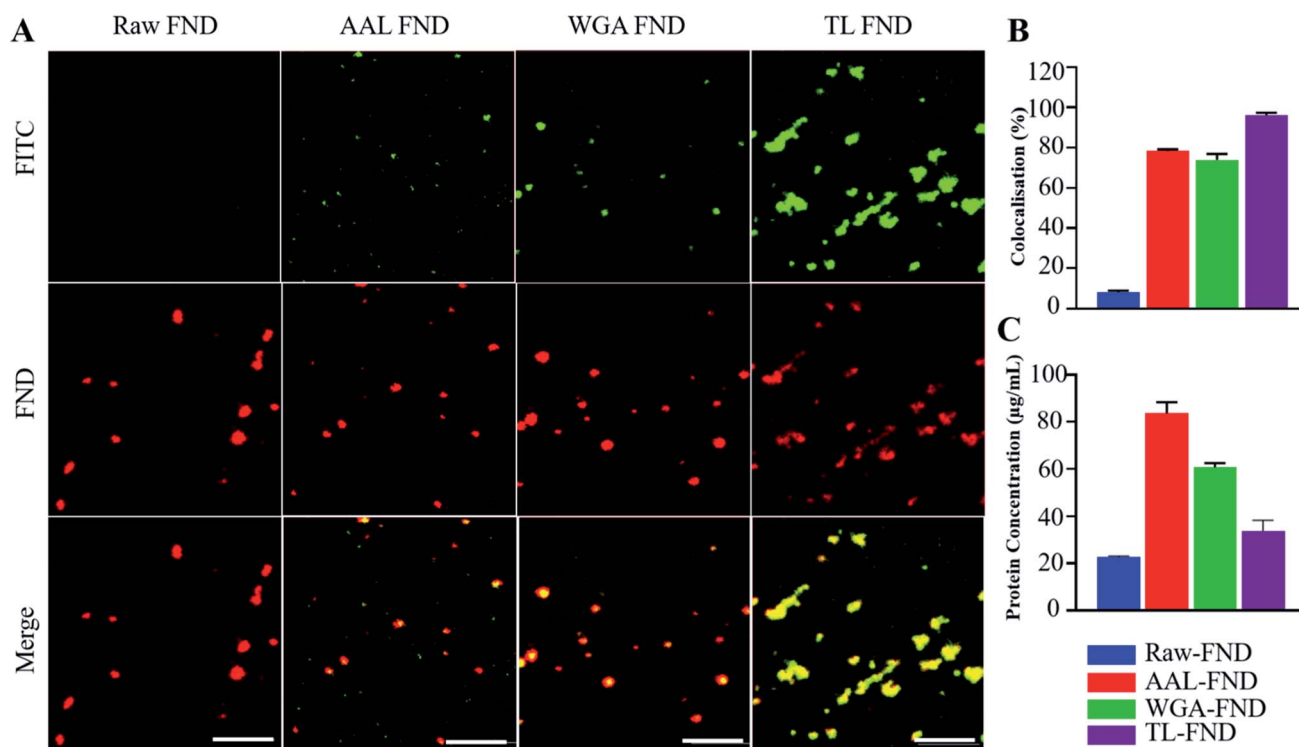 A
Raw FND
AAL FND
WGA FND
TL FND
FITC
FND
Merge
B
Colocalisation (%)
120
100
80
60
40
20
0
C
Protein Concentration (µg/mL)
100
80
60
40
20
0
Raw-FND
AAL-FND
WGA-FND
TL-FND